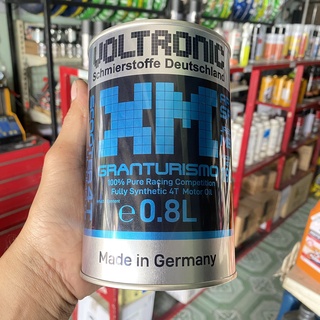 VOLTRONIC
Schmierstoffe Deutschland
XM
GRANTURISMO
100% Pure Racing Competition
Fully Synthetic 4T Motor Oil
℮ 0.8L
Made in Germany